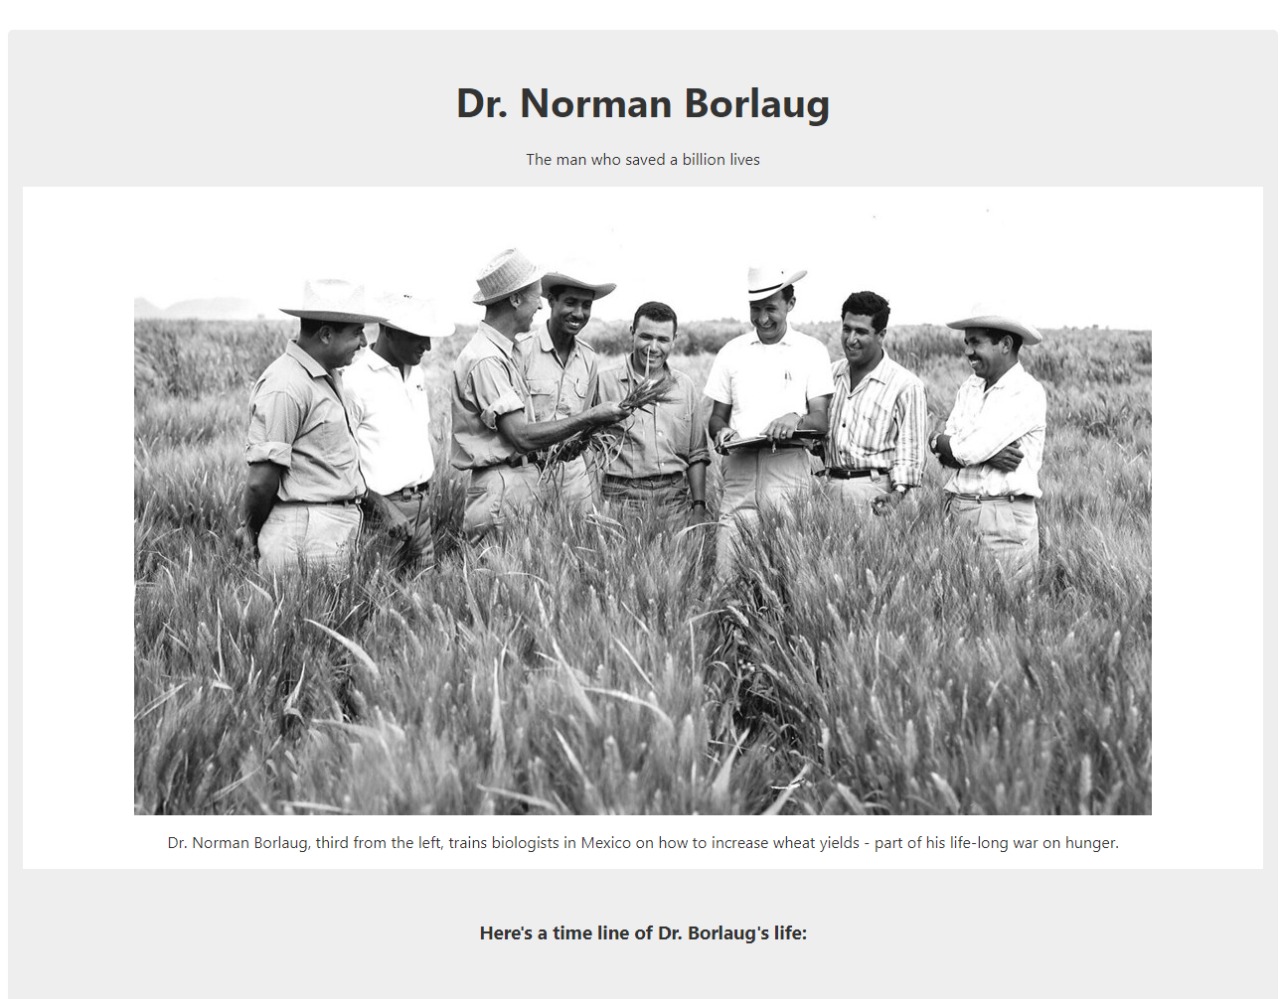 Dr. Norman Borlaug
The man who saved a billion lives
Dr. Norman Borlaug, third from the left, trains biologists in Mexico on how to increase wheat yields - part of his life-long war on hunger.
Here's a time line of Dr. Borlaug's life: